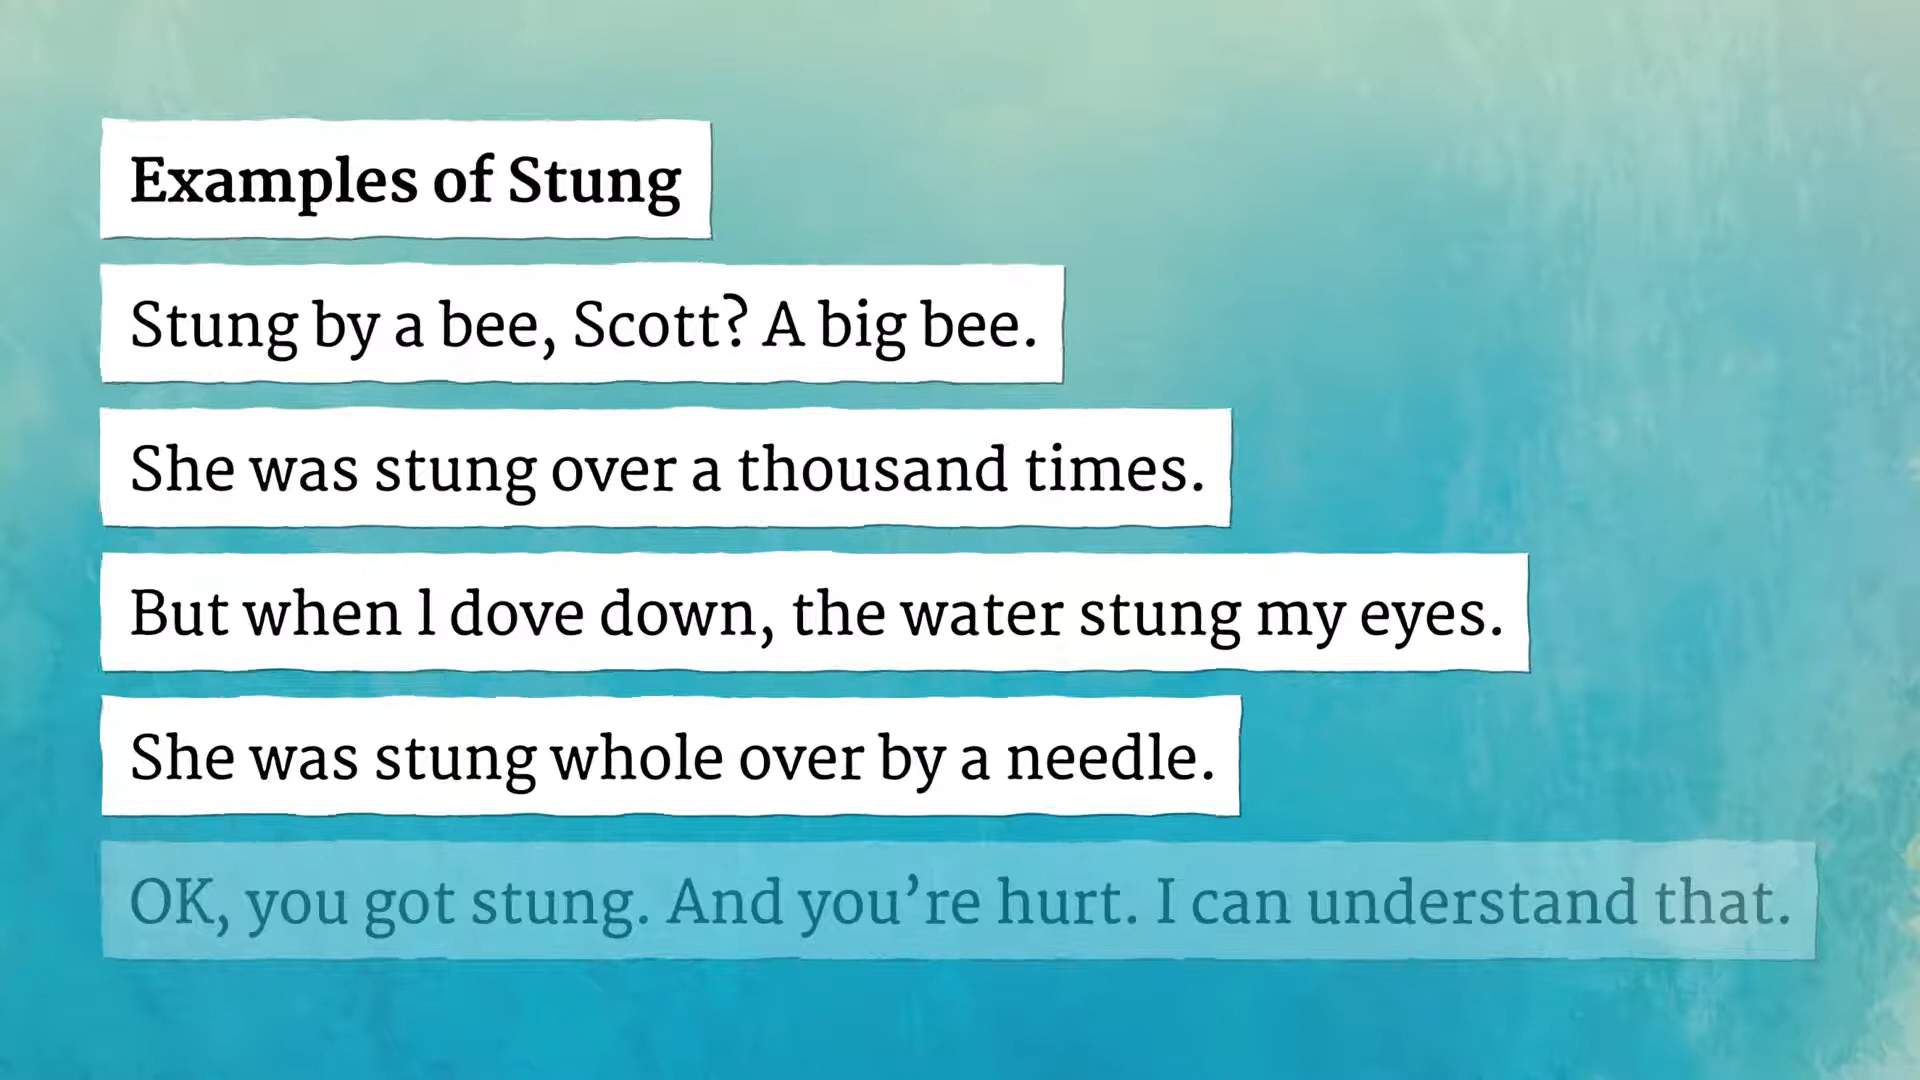 Examples of Stung
Stung by a bee, Scott? A big bee.
She was stung over a thousand times.
But when l dove down, the water stung my eyes.
She was stung whole over by a needle.
OK, you got stung. And you’re hurt. I can understand that.